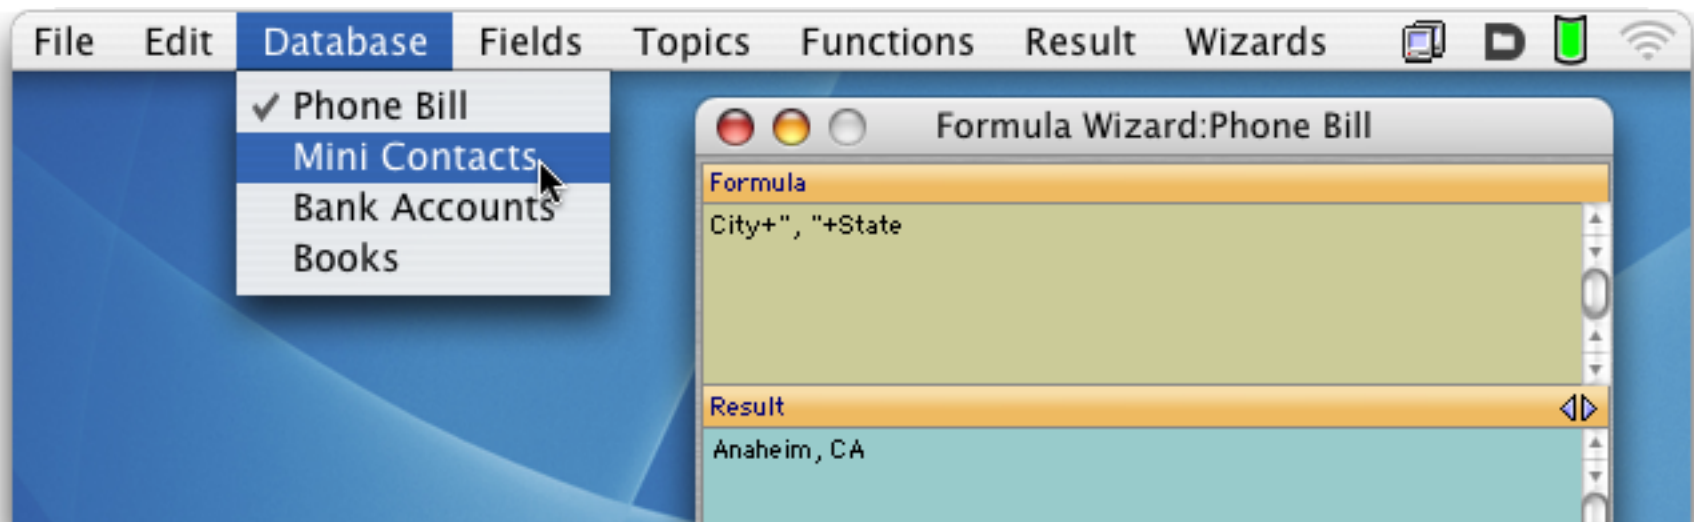 File Edit Database Fields Topics Functions Result Wizards
Phone Bill
Mini Contacts
Bank Accounts
Books
Formula Wizard:Phone Bill
Formula
City+", "+State
Result
Anaheim, CA